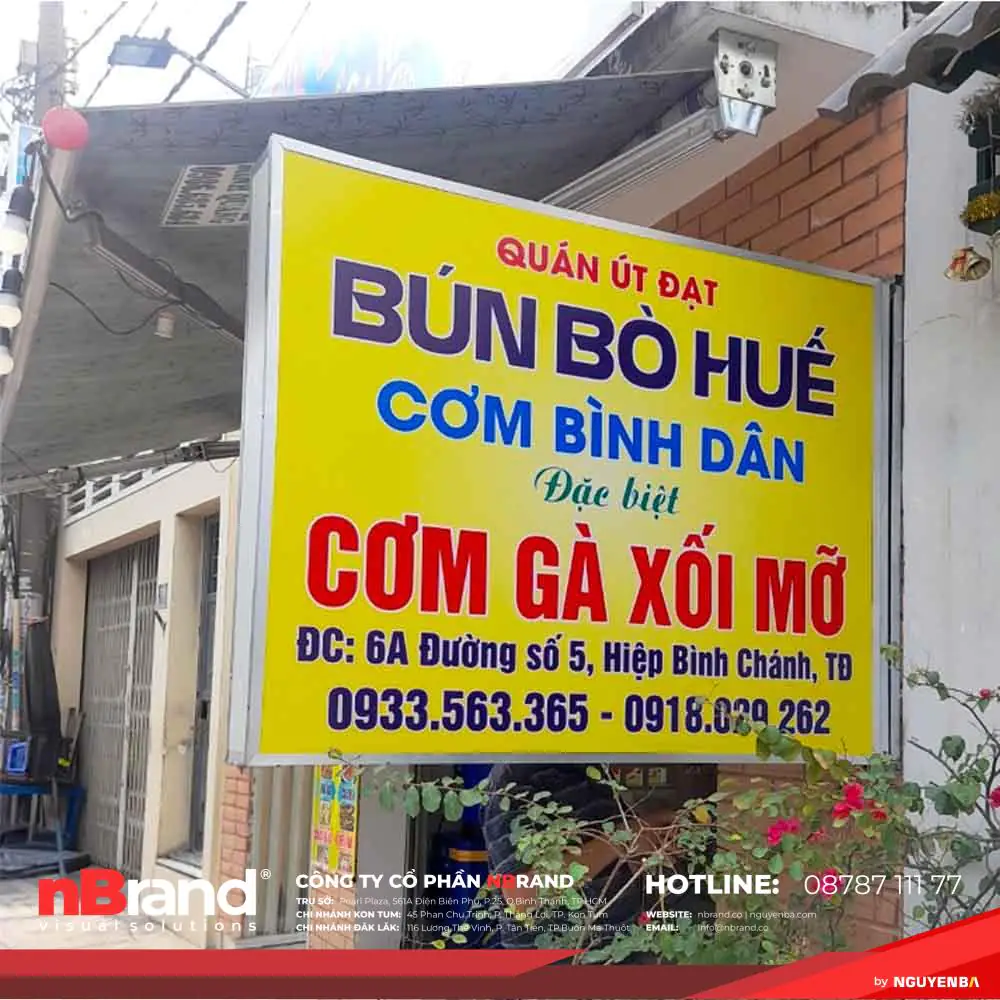 QUÁN ÚT ĐẠT
BÚN BÒ HUẾ
CƠM BÌNH DÂN
Đặc biệt
CƠM GÀ XỐI MỠ
ĐC: 6A Đường số 5, Hiệp Bình Chánh, TĐ
0933.563.365 - 0918.039.262
nBrand®
visual solutions
CÔNG TY CỔ PHẦN NBRAND
TRỤ SỞ: Pearl Plaza, 561A Điện Biên Phủ, P.25, Q.Bình Thạnh, TP.HCM
CHI NHÁNH KON TUM: 45 Phan Chu Trinh, P. Thắng Lợi, TP. Kon Tum
CHI NHÁNH ĐĂK LĂK: 116 Lương Thế Vinh, P. Tân Tiến, TP.Buôn Ma Thuột
HOTLINE: 08787 111 77
WEBSITE: nbrand.co | nguyenba.com
EMAIL: info@nbrand.co
by NGUYENBA